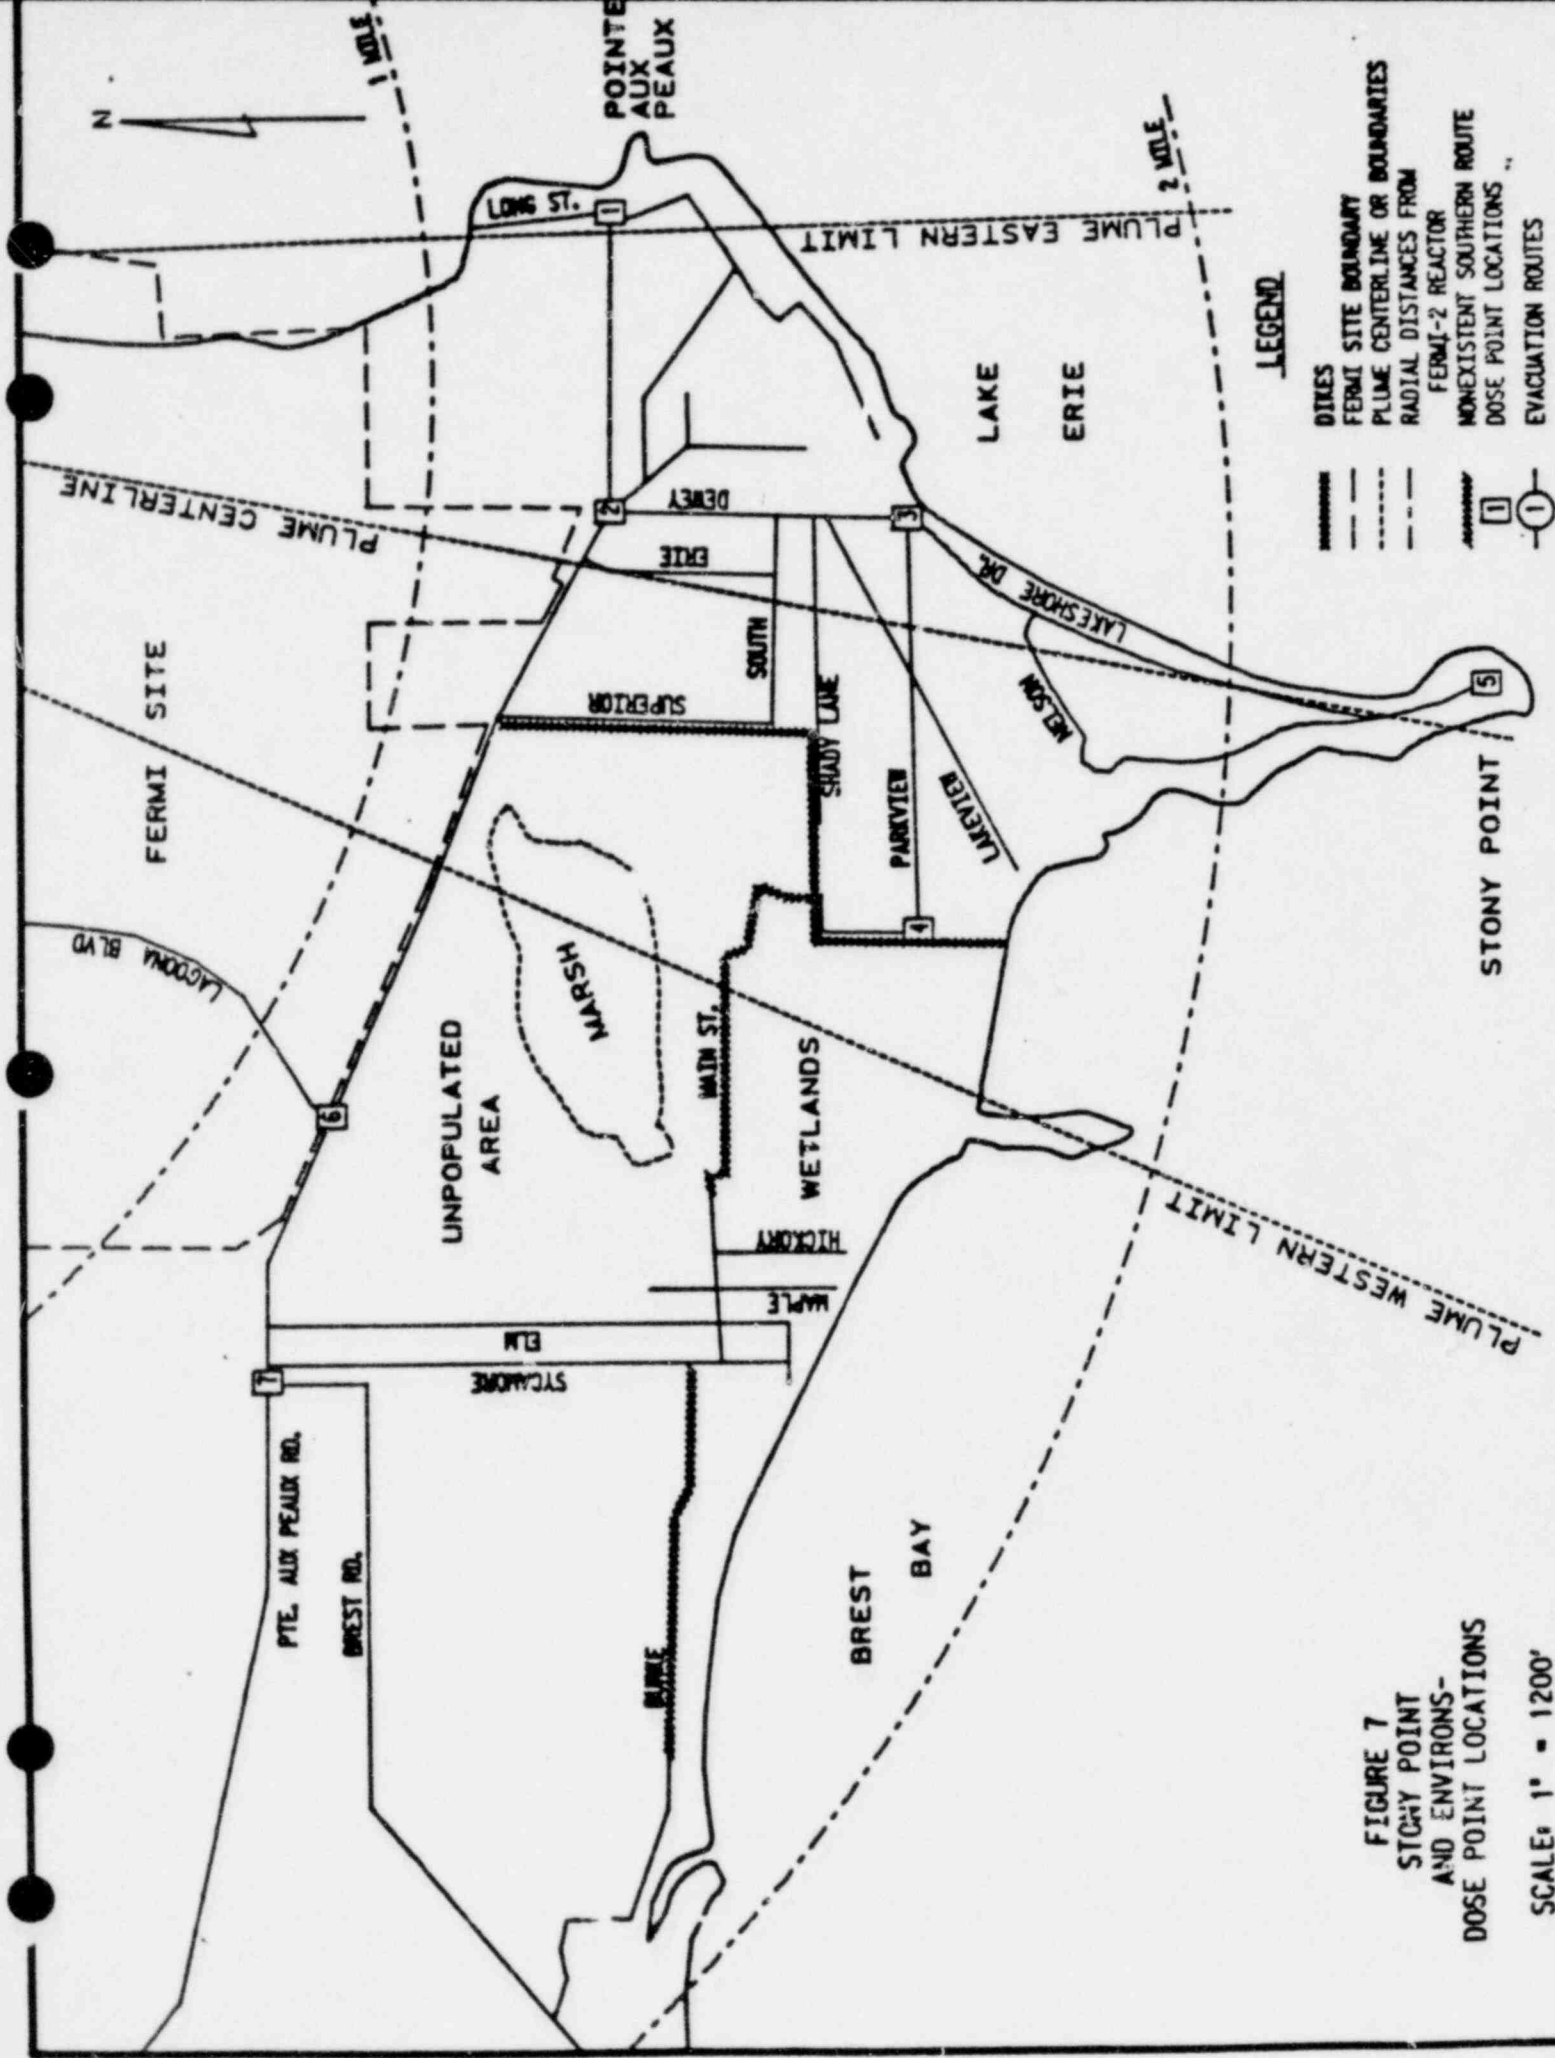 N
1 MILE
POINTE
AUX
PEAUX
LONG ST.
1
PLUME EASTERN LIMIT
2 MILE
FERMI SITE
PLUME CENTERLINE
LAGOONA BLVD
2
DEWEY
ERIE
SUPERIOR
SOUTH
SHADY LANE
3
LAKE
ERIE
LAKESHORE DR.
NELSON
PARKVIEW
LAKEVIEW
4
5
STONY POINT
6
UNPOPULATED
AREA
MARSH
MAIN ST.
WETLANDS
HICKORY
MAPLE
ELM
SYCAMORE
7
PTE. AUX PEAUX RD.
BREST RD.
BURKE
BREST
BAY
PLUME WESTERN LIMIT
LEGEND
DIKES
FERMI SITE BOUNDARY
PLUME CENTERLINE OR BOUNDARIES
RADIAL DISTANCES FROM
FERMI-2 REACTOR
NONEXISTENT SOUTHERN ROUTE
1 DOSE POINT LOCATIONS
1 EVACUATION ROUTES
FIGURE 7
STONY POINT
AND ENVIRONS-
DOSE POINT LOCATIONS
SCALE: 1" = 1200'